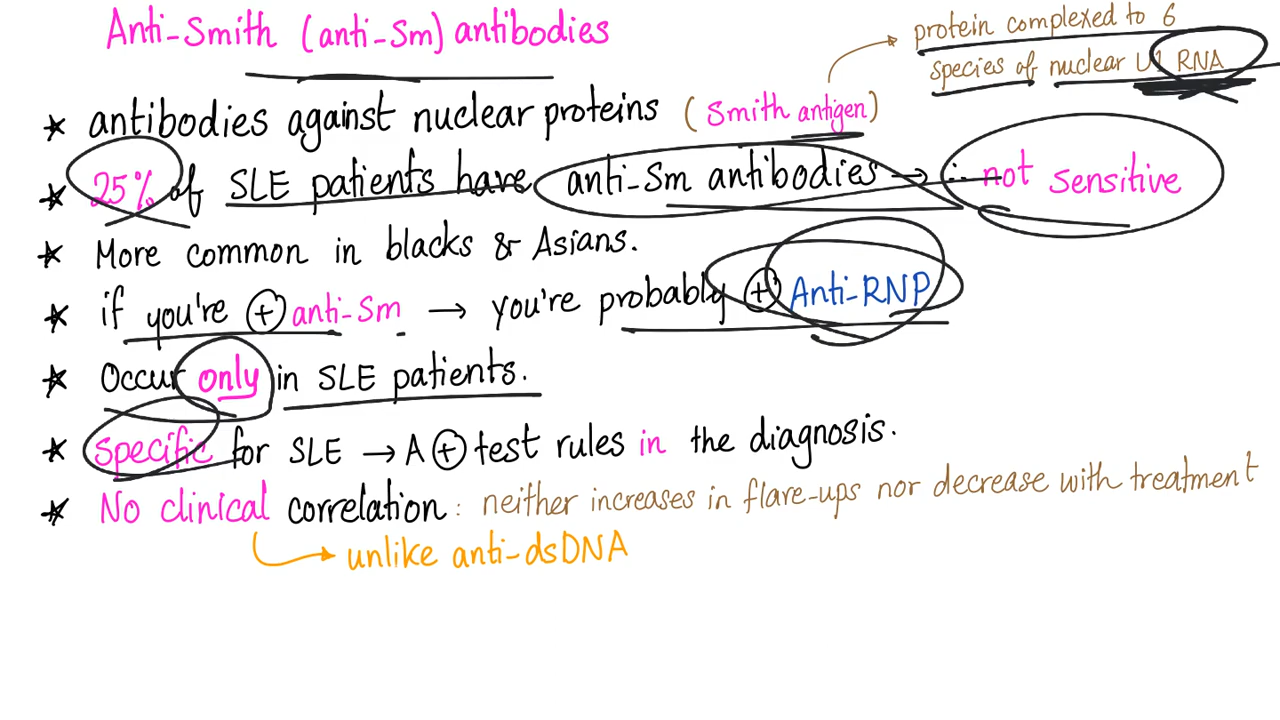 Anti-Smith (anti-Sm) antibodies
protein complexed to 6
species of nuclear U1 RNA
★ antibodies against nuclear proteins (Smith antigen)
★ 25% of SLE patients have anti-Sm antibodies → ∴ not sensitive
★ More common in blacks & Asians.
★ if you're ⊕ anti-Sm → you're probably ⊕ Anti-RNP
★ Occur only in SLE patients.
★ specific for SLE → A ⊕ test rules in the diagnosis.
★ No clinical correlation: neither increases in flare-ups nor decrease with treatment
unlike anti-dsDNA